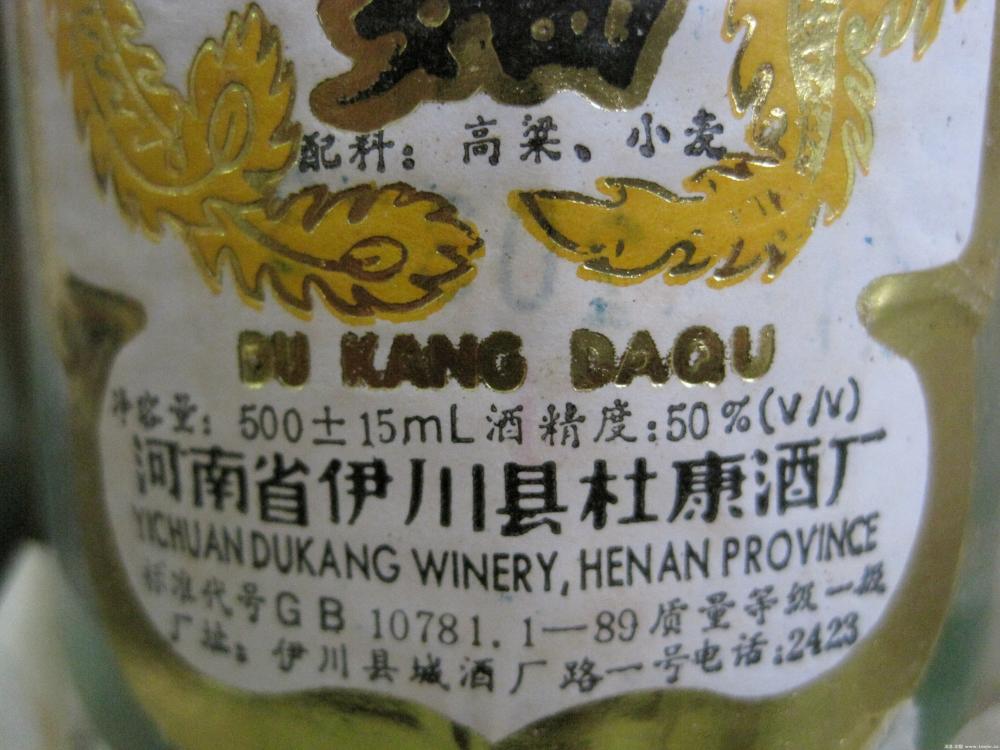 配料：高粱、小麦
DU KANG DAQU
净容量：500±15mL 酒精度：50%(V/V)
河南省伊川县杜康酒厂
YICHUAN DUKANG WINERY, HENAN PROVINCE
标准代号GB 10781.1—89 质量等级一级
厂址：伊川县城酒厂路一号电话：2423